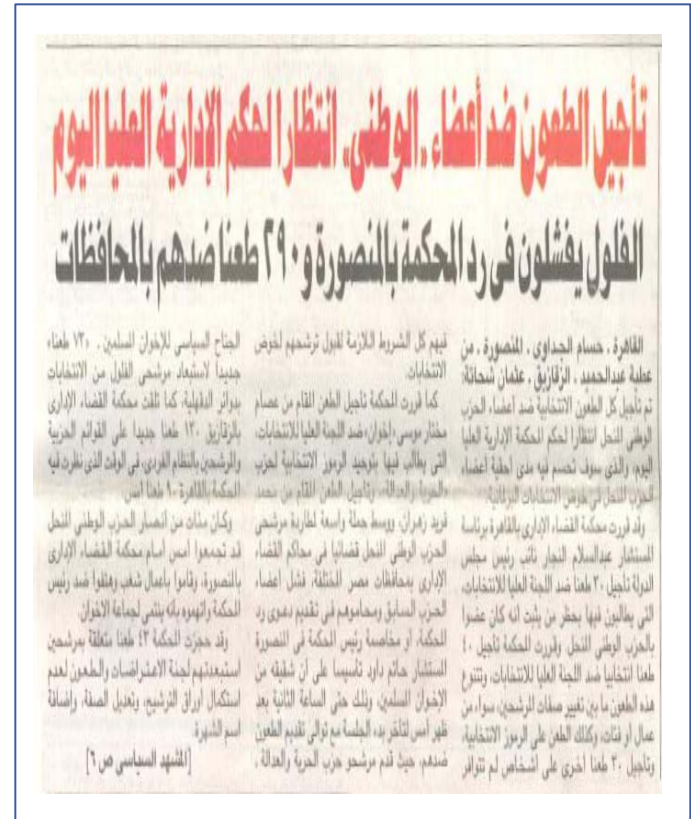 تأجيل الطعون ضد أعضاء «الوطنى» انتظارا لحكم الإدارية العليا اليوم
الفلول يفشلون فى رد المحكمة بالمنصورة و٢٩٠ طعنا ضدهم بالمحافظات
القاهرة . حسام الجداوى . المنصورة . من
عطية عبدالحميد . الزقازيق . عثمان شحاتة:
تم تأجيل كل الطعون الانتخابية ضد أعضاء الحزب
الوطنى المنحل انتظارا لحكم المحكمة الإدارية العليا
اليوم، والذى سوف تحسم فيه مدى أحقية أعضاء
الحزب المنحل فى خوض الانتخابات البرلمانية.
وقد قررت محكمة القضاء الإدارى بالقاهرة برئاسة
المستشار عبدالسلام النجار نائب رئيس مجلس
الدولة تأجيل ٣٠ طعنا ضد اللجنة العليا للانتخابات،
التى يطالبون فيها بحظر من يثبت أنه كان عضوا
بالحزب الوطنى المنحل. وقررت المحكمة تأجيل ٤٠
طعنا انتخابيا ضد اللجنة العليا للانتخابات، وتتنوع
هذه الطعون ما بين تغيير صفات المرشحين، سواء من
عمال أو فئات، وكذلك الطعن على الرموز الانتخابية،
وتأجيل ٣٠ طعنا أخرى على أشخاص لم تتوافر
فيهم كل الشروط اللازمة لقبول ترشحهم لخوض
الانتخابات.
كما قررت المحكمة تأجيل الطعن المقام من عصام
مختار موسى «إخوان» ضد اللجنة العليا للانتخابات،
التى يطالب فيها بتوحيد الرموز الانتخابية لحزب
«الحرية والعدالة»، وتأجيل الطعن المقام من محمد
فريد زهران. ووسط حملة واسعة لمطاردة مرشحى
الحزب الوطنى المنحل قضائيا فى محاكم القضاء
الإدارى بمحافظات مصر المختلفة، فشل أعضاء
الحزب السابق ومحاموهم فى تقديم دعوى رد
المحكمة، أو مخاصمة رئيس المحكمة فى المنصورة
المستشار حاتم داود تأسيسا على أن شقيقه من
الإخوان المسلمين، وذلك حتى الساعة الثانية بعد
ظهر أمس لتأخر بدء الجلسة مع توالى تقديم الطعون
ضدهم، حيث قدم مرشحو حزب الحرية والعدالة .
الجناح السياسى للإخوان المسلمين . «٧٣ طعنا»
جديدا لاستبعاد مرشحى الفلول من الانتخابات
بدوائر الدقهلية، كما تلقت محكمة القضاء الإدارى
بالزقازيق ١٣٠ طعنا جديدا على القوائم الحزبية
والمرشحين بالنظام الفردى، فى الوقت الذى نظرت فيه
المحكمة بالقاهرة ٩٠ طعنا أمس.
وكان مئات من أنصار الحزب الوطنى المنحل
قد تجمعوا أمس أمام محكمة القضاء الإدارى
بالمنصورة، وقاموا بأعمال شغب وهتفوا ضد رئيس
المحكمة واتهموه بأنه ينتمى لجماعة الإخوان.
وقد حجزت المحكمة ٤٣ طعنا متعلقة بمرشحين
استبعدتهم لجنة الاعتراضات والطعون لعدم
استكمال أوراق الترشيح، وتعديل الصفة، وإضافة
اسم الشهرة.
[المشهد السياسى ص ٦]